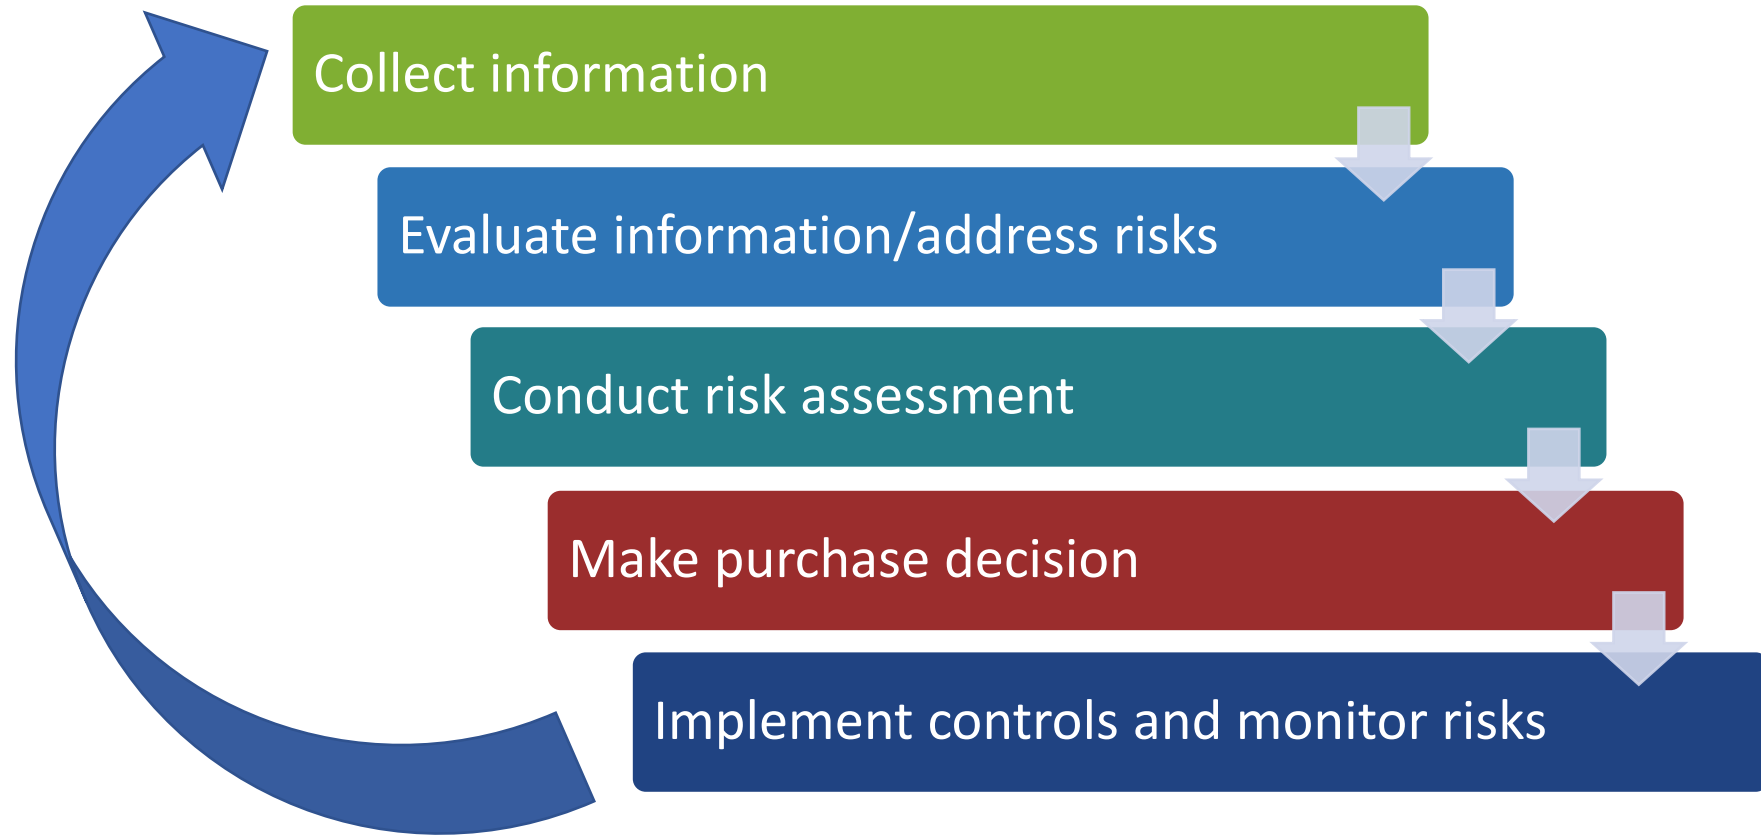 Collect information
Evaluate information/address risks
Conduct risk assessment
Make purchase decision
Implement controls and monitor risks